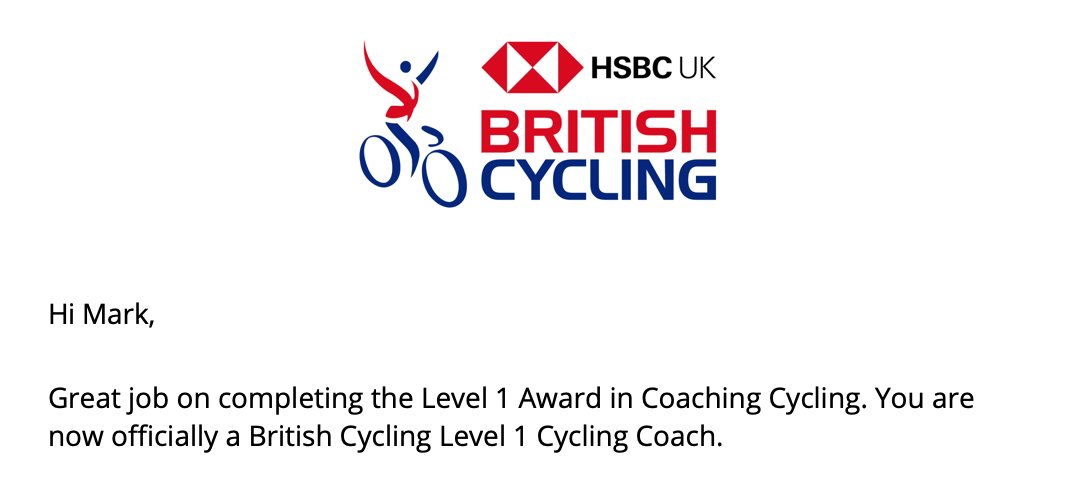 HSBC UK
BRITISH
CYCLING
Hi Mark,
Great job on completing the Level 1 Award in Coaching Cycling. You are
now officially a British Cycling Level 1 Cycling Coach.